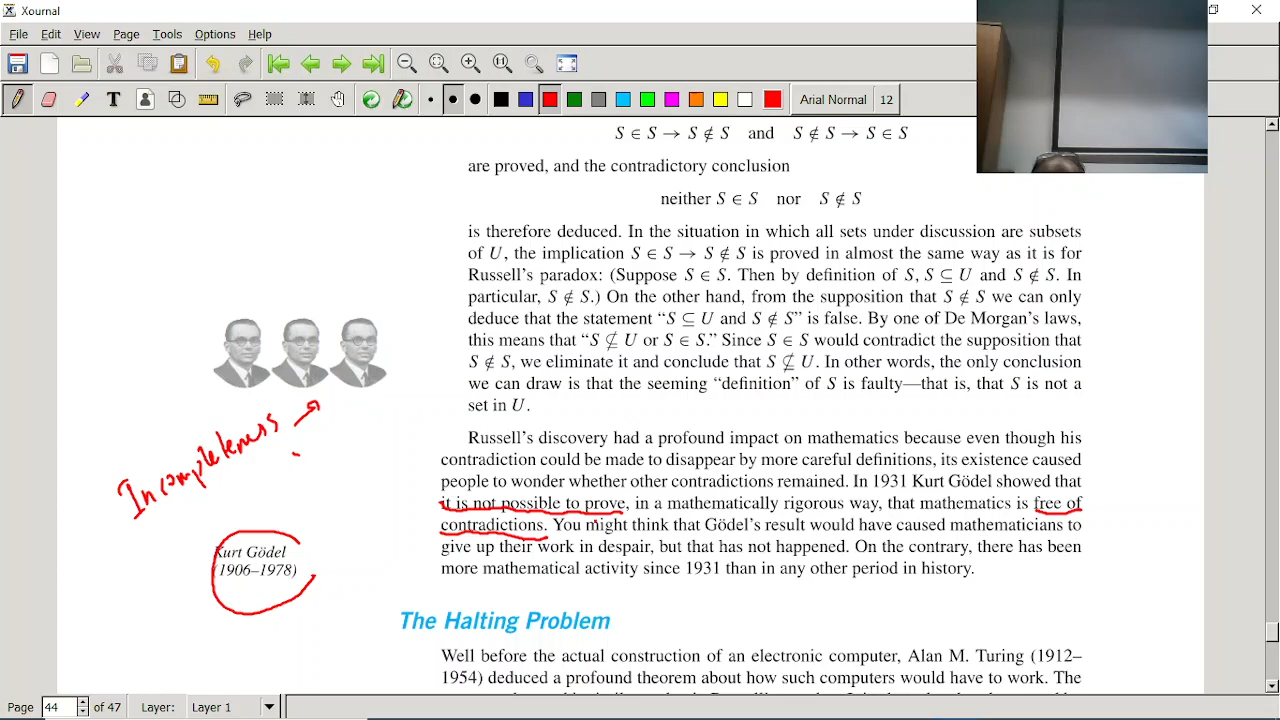 Xournal
File Edit View Page Tools Options Help
Arial Normal 12
S ∈ S → S ∉ S and S ∉ S → S ∈ S
are proved, and the contradictory conclusion
neither S ∈ S nor S ∉ S
is therefore deduced. In the situation in which all sets under discussion are subsets
of U, the implication S ∈ S → S ∉ S is proved in almost the same way as it is for
Russell's paradox: (Suppose S ∈ S. Then by definition of S, S ⊆ U and S ∉ S. In
particular, S ∉ S.) On the other hand, from the supposition that S ∉ S we can only
deduce that the statement “S ⊆ U and S ∉ S” is false. By one of De Morgan's laws,
this means that “S ⊈ U or S ∈ S.” Since S ∈ S would contradict the supposition that
S ∉ S, we eliminate it and conclude that S ⊈ U. In other words, the only conclusion
we can draw is that the seeming “definition” of S is faulty—that is, that S is not a
set in U.
Incompleteness
Russell's discovery had a profound impact on mathematics because even though his
contradiction could be made to disappear by more careful definitions, its existence caused
people to wonder whether other contradictions remained. In 1931 Kurt Gödel showed that
it is not possible to prove, in a mathematically rigorous way, that mathematics is free of
contradictions. You might think that Gödel's result would have caused mathematicians to
give up their work in despair, but that has not happened. On the contrary, there has been
more mathematical activity since 1931 than in any other period in history.
Kurt Gödel
(1906–1978)
The Halting Problem
Well before the actual construction of an electronic computer, Alan M. Turing (1912–
1954) deduced a profound theorem about how such computers would have to work. The
Page 44 of 47 Layer: Layer 1